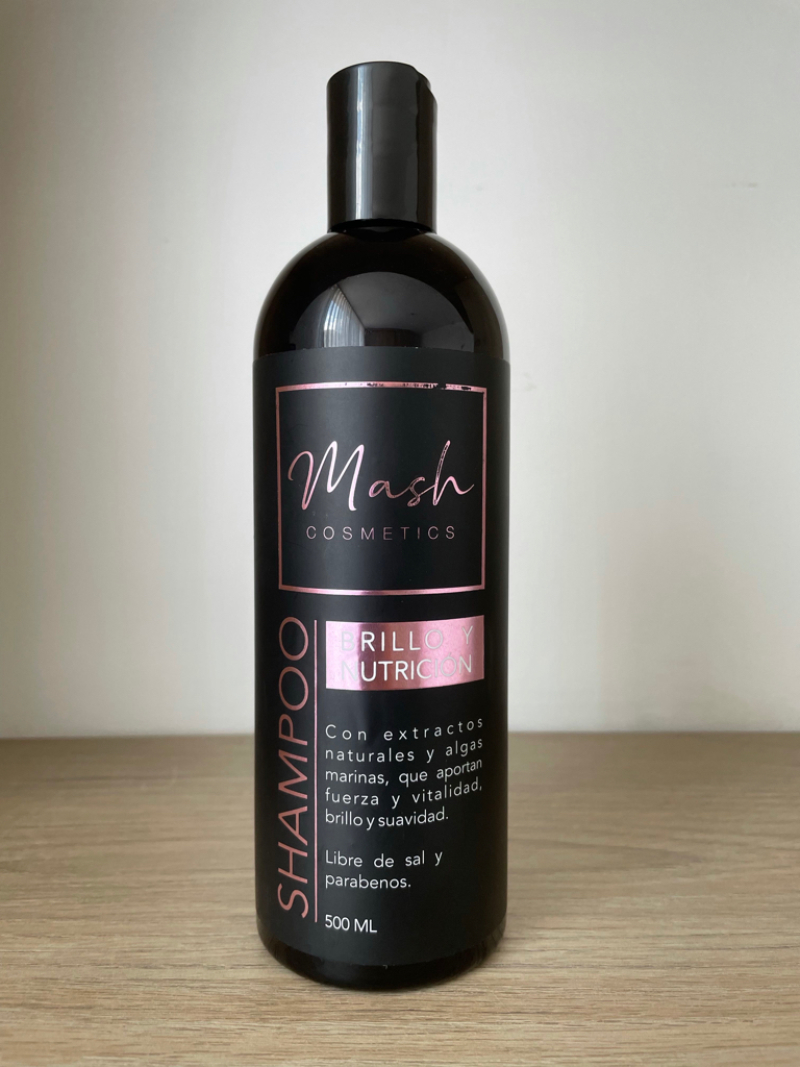 Mash
COSMETICS
SHAMPOO
BRILLO Y
NUTRICIÓN
Con extractos
naturales y algas
marinas, que aportan
fuerza y vitalidad,
brillo y suavidad.
Libre de sal y
parabenos.
500 ML